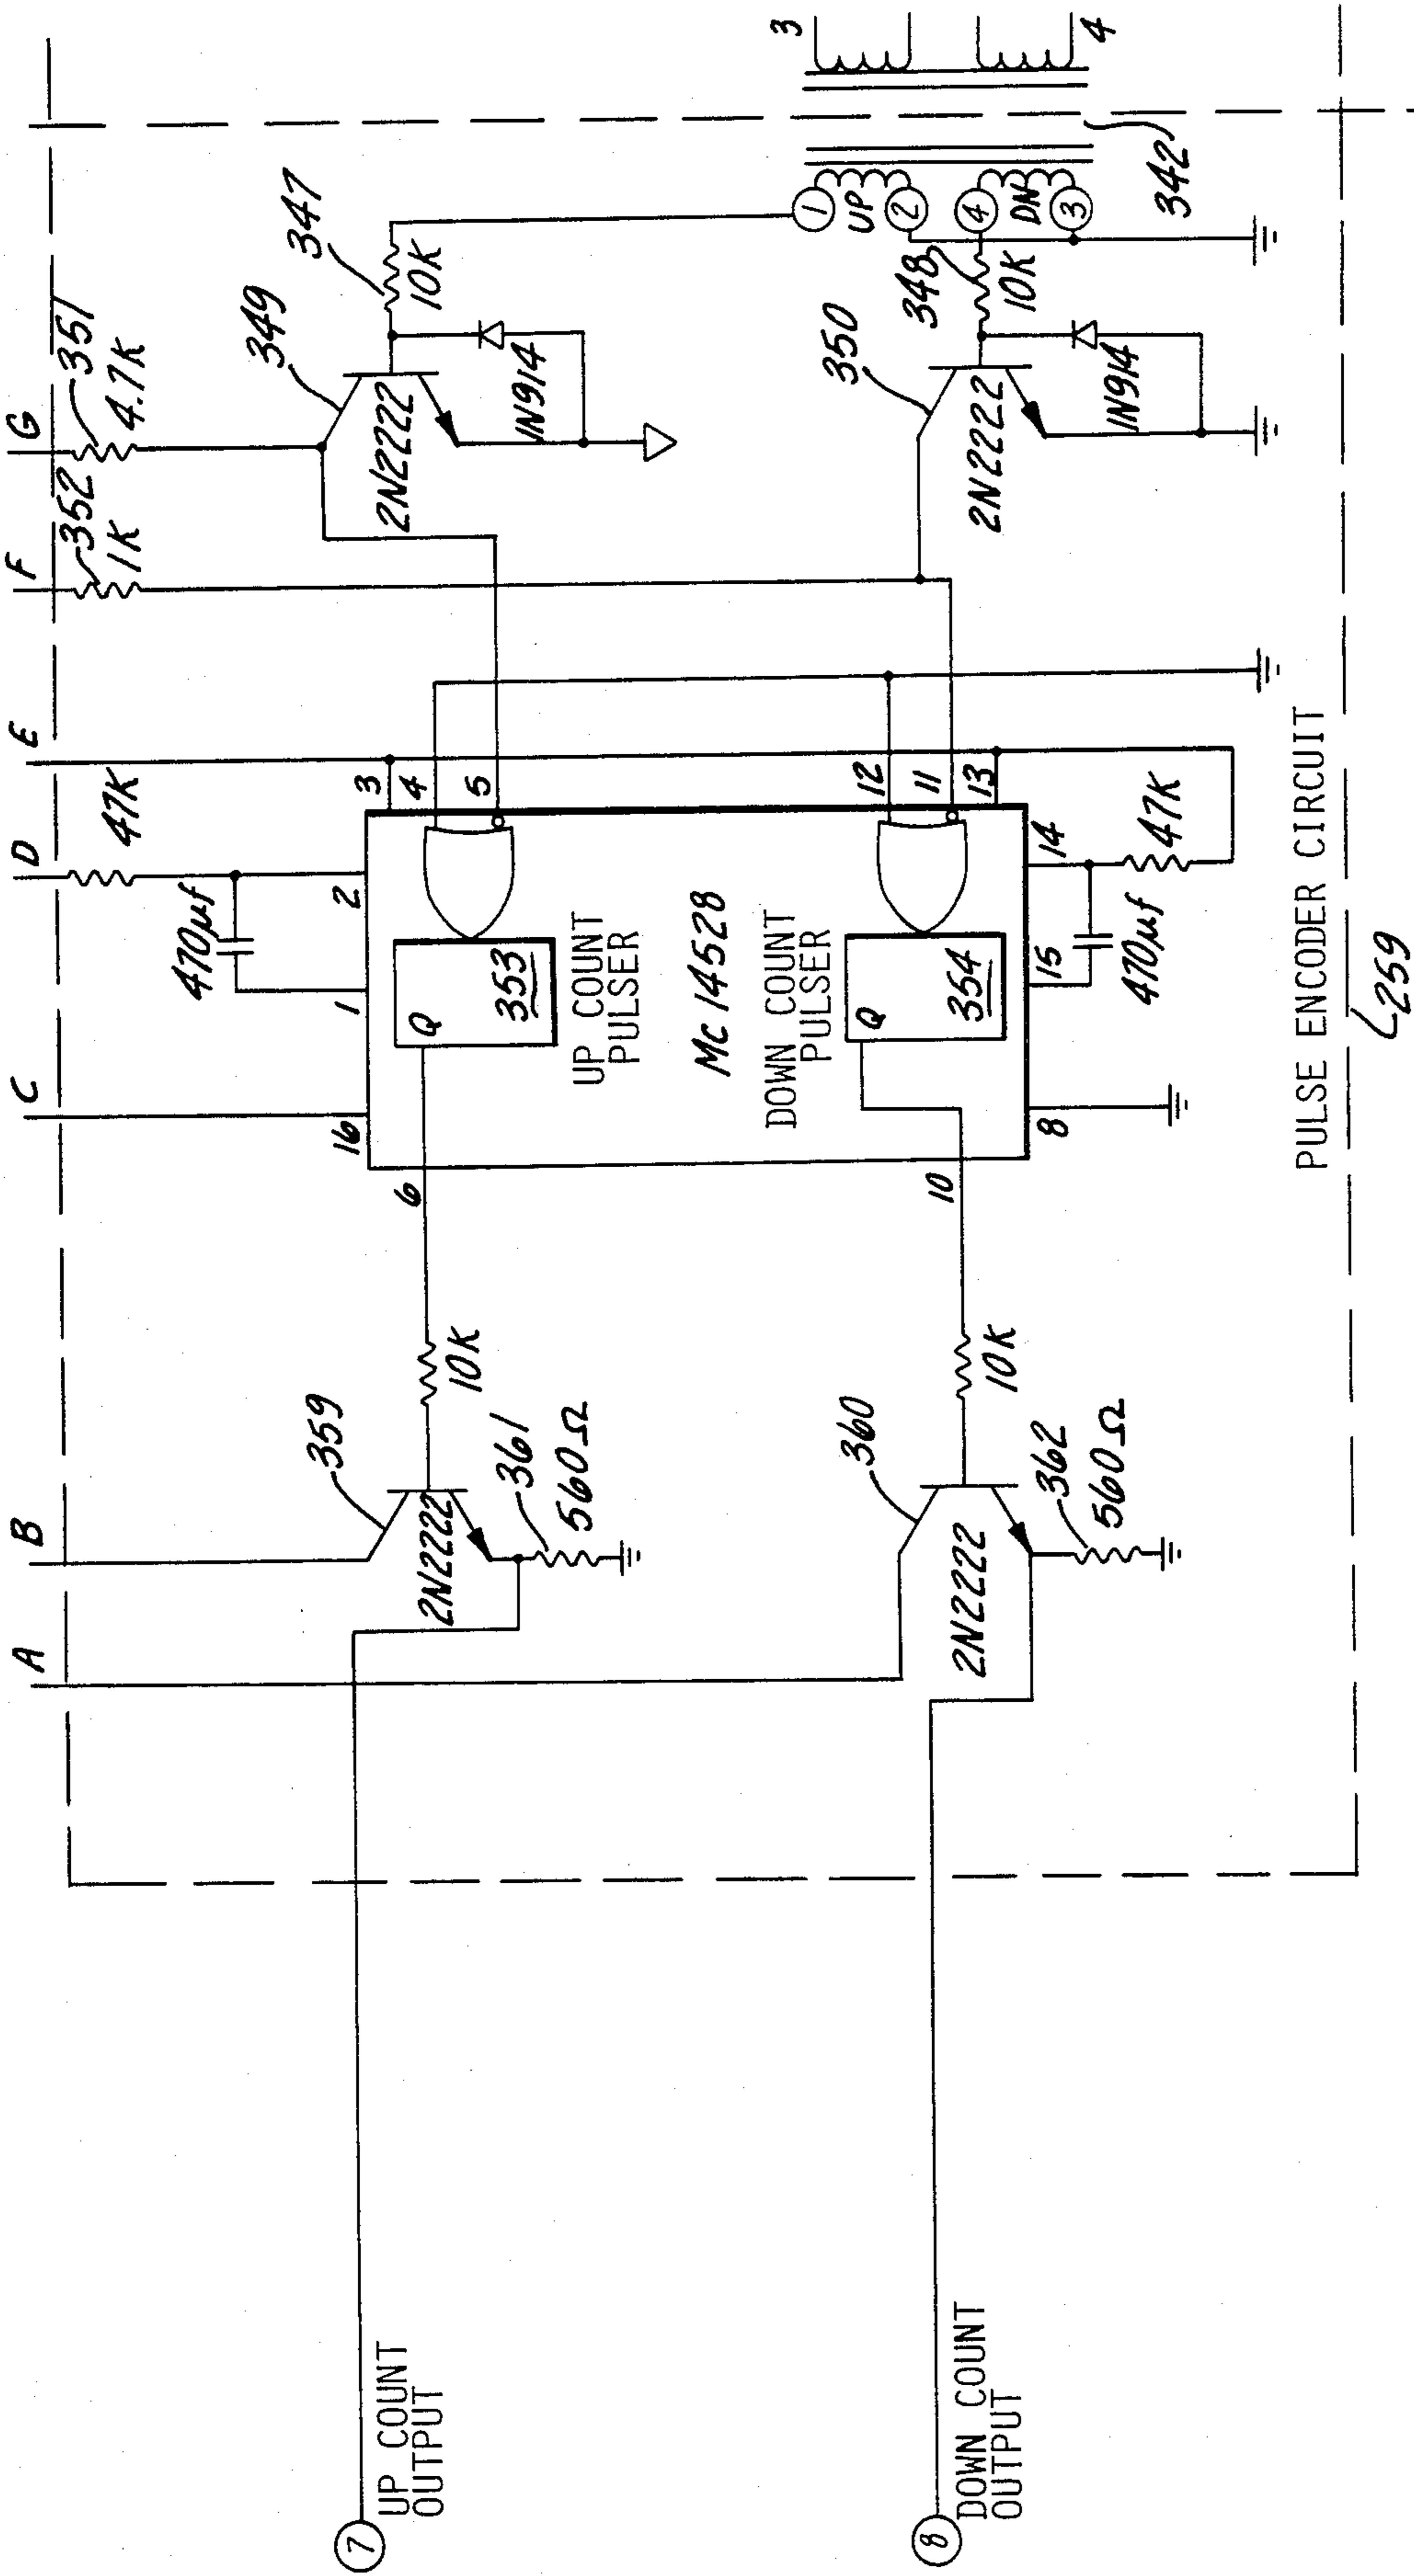 A
B
C
D
E
F
G
47K
352
1K
351
4.7K
470µf
349
347
10K
2N2222
1N914
3
4
1
UP
2
4
DN
3
342
348
10K
350
2N2222
1N914
16
1
2
3
4
5
6
Q
353
UP COUNT
PULSER
MC 14528
DOWN COUNT
PULSER
Q
354
12
11
13
14
15
8
10
47K
470µf
359
10K
2N2222
361
560Ω
360
10K
2N2222
362
560Ω
7
UP COUNT
OUTPUT
8
DOWN COUNT
OUTPUT
PULSE ENCODER CIRCUIT
259